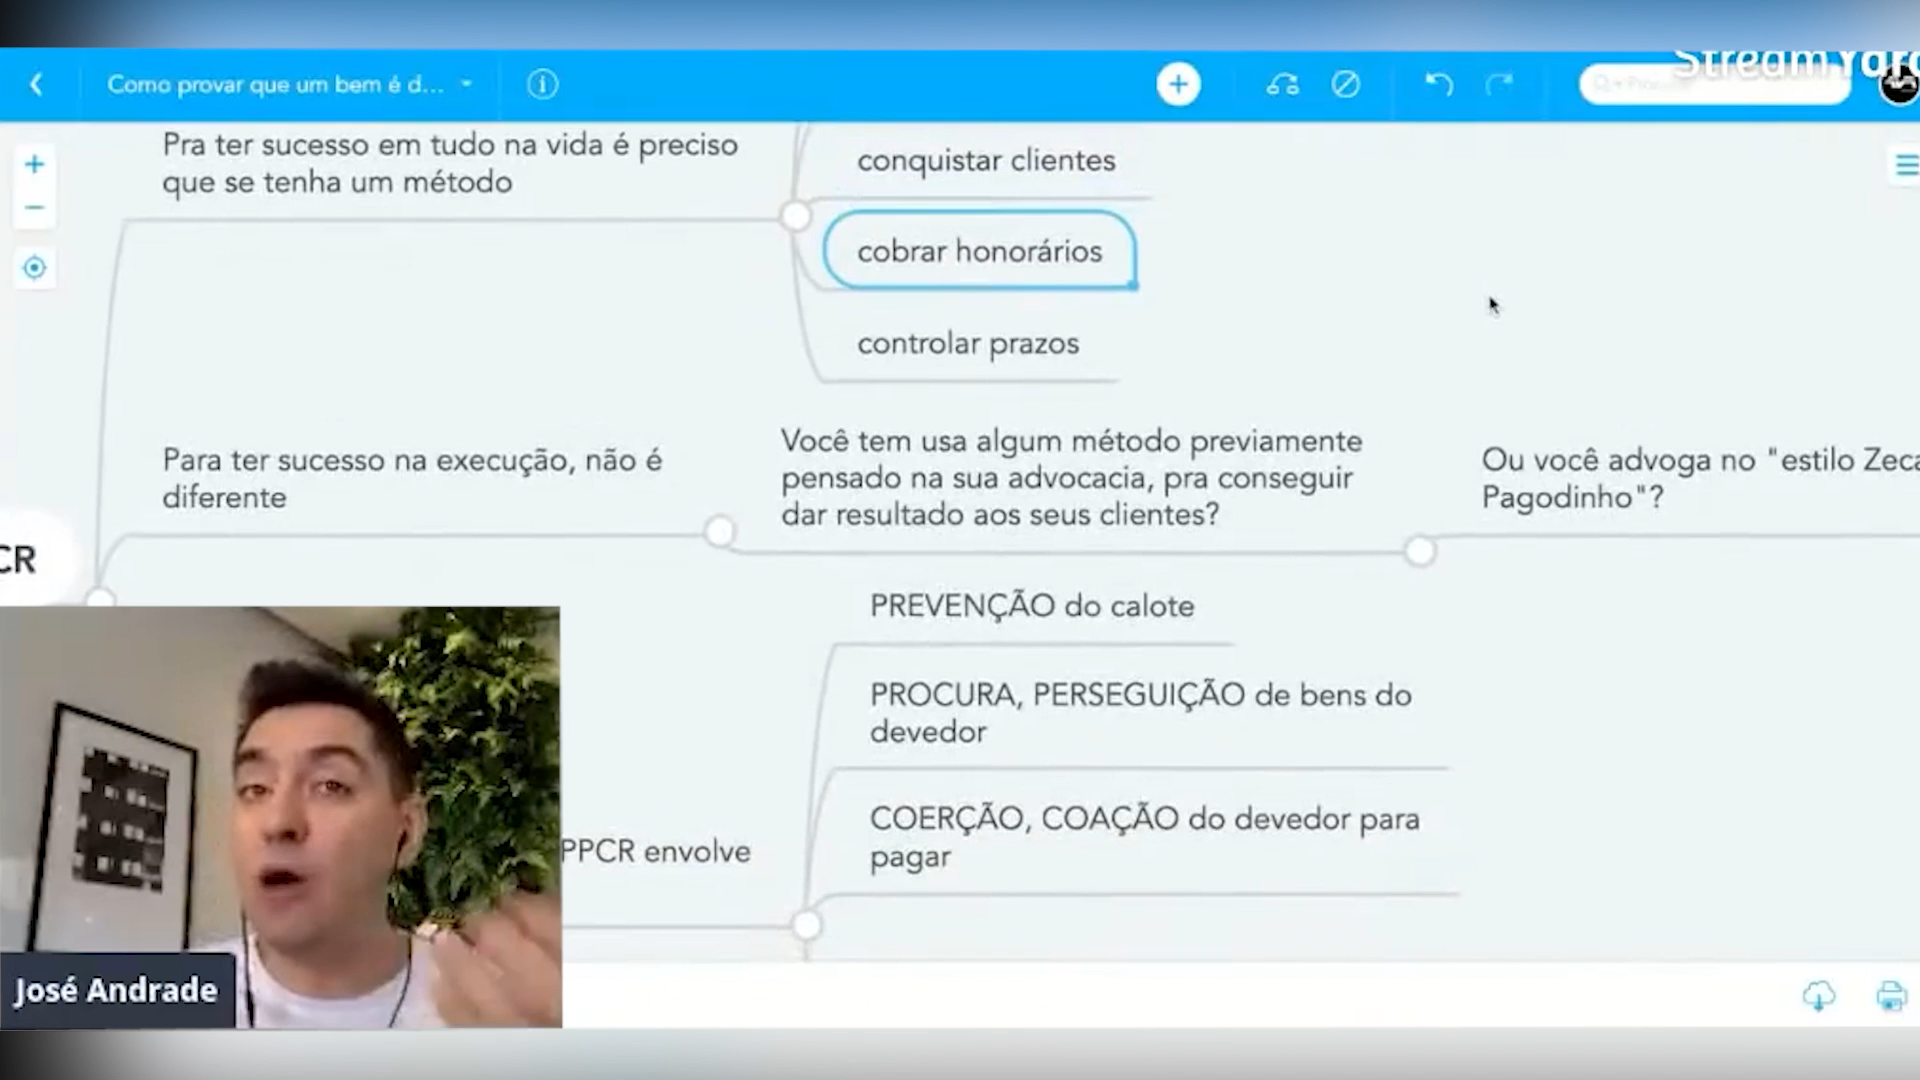 StreamYard
Como provar que um bem é d...
Pra ter sucesso em tudo na vida é preciso
que se tenha um método
conquistar clientes
cobrar honorários
controlar prazos
Para ter sucesso na execução, não é
diferente
Você tem usa algum método previamente
pensado na sua advocacia, pra conseguir
dar resultado aos seus clientes?
Ou você advoga no "estilo Zeca
Pagodinho"?
CR
PREVENÇÃO do calote
PROCURA, PERSEGUIÇÃO de bens do
devedor
COERÇÃO, COAÇÃO do devedor para
pagar
PPCR envolve
José Andrade